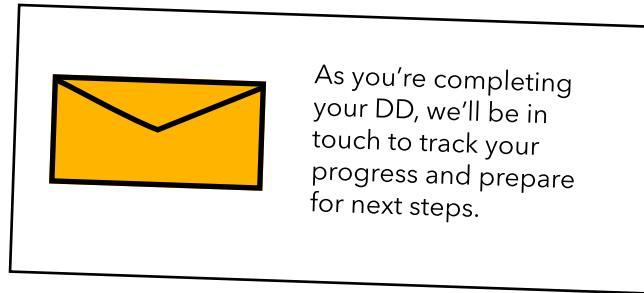 As you're completing
your DD, we'll be in
touch to track your
progress and prepare
for next steps.